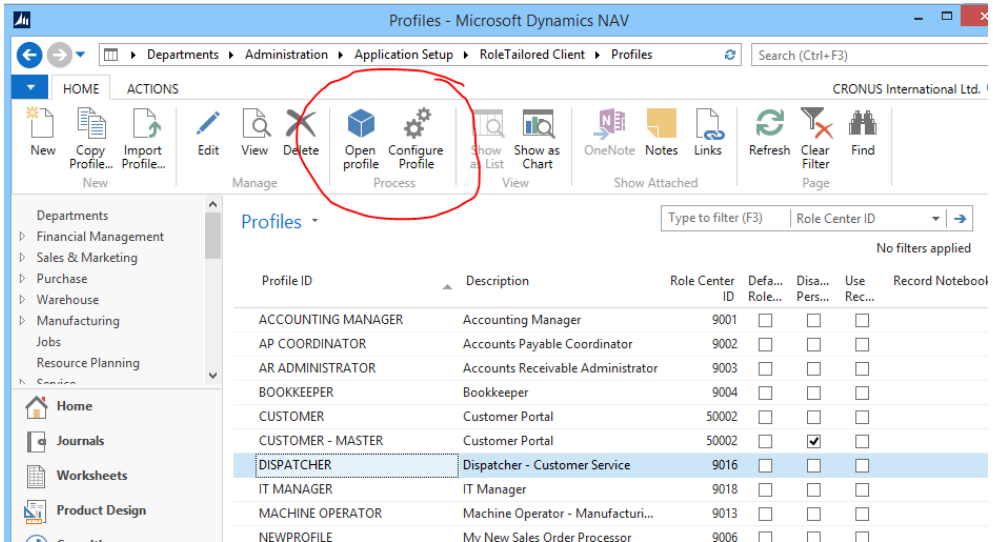 Profiles - Microsoft Dynamics NAV
Departments Administration Application Setup RoleTailored Client Profiles
Search (Ctrl+F3)
HOME ACTIONS
CRONUS International Ltd.
New Copy Profile... Import Profile... Edit View Delete Open profile Configure Profile Show as List Show as Chart OneNote Notes Links Refresh Clear Filter Find
New Manage Process View Show Attached Page
Departments
Financial Management
Sales & Marketing
Purchase
Warehouse
Manufacturing
Jobs
Resource Planning
Service
Home
Journals
Worksheets
Product Design
Profiles
Type to filter (F3) Role Center ID
No filters applied
Profile ID Description Role Center ID Defa... Role... Disa... Pers... Use Rec... Record Notebook
ACCOUNTING MANAGER Accounting Manager 9001
AP COORDINATOR Accounts Payable Coordinator 9002
AR ADMINISTRATOR Accounts Receivable Administrator 9003
BOOKKEEPER Bookkeeper 9004
CUSTOMER Customer Portal 50002
CUSTOMER - MASTER Customer Portal 50002
DISPATCHER Dispatcher - Customer Service 9016
IT MANAGER IT Manager 9018
MACHINE OPERATOR Machine Operator - Manufacturi... 9013
NEWPROFILE My New Sales Order Processor 9006